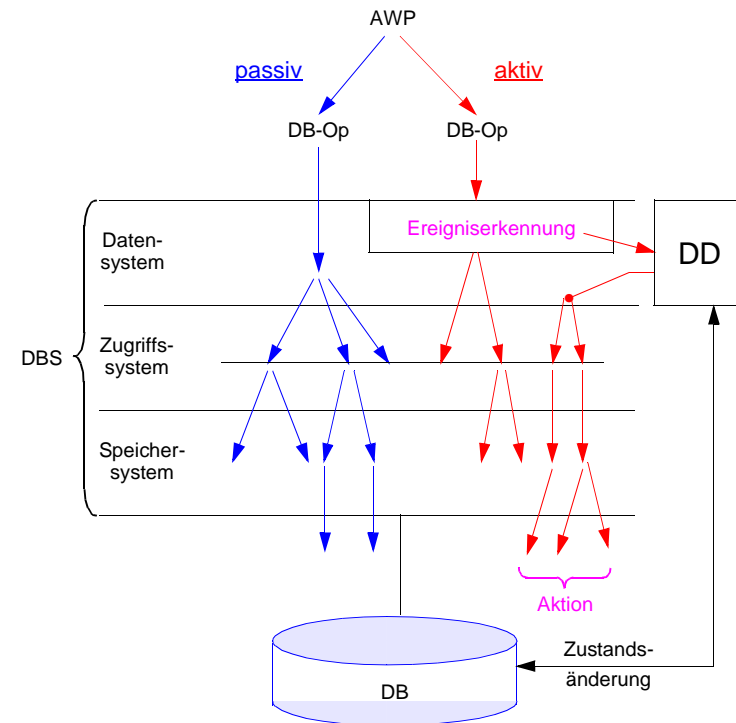 AWP
passiv
aktiv
DB-Op
DB-Op
Ereigniserkennung
Daten-
system
DD
DBS
Zugriffs-
system
Speicher-
system
Aktion
Zustands-
änderung
DB